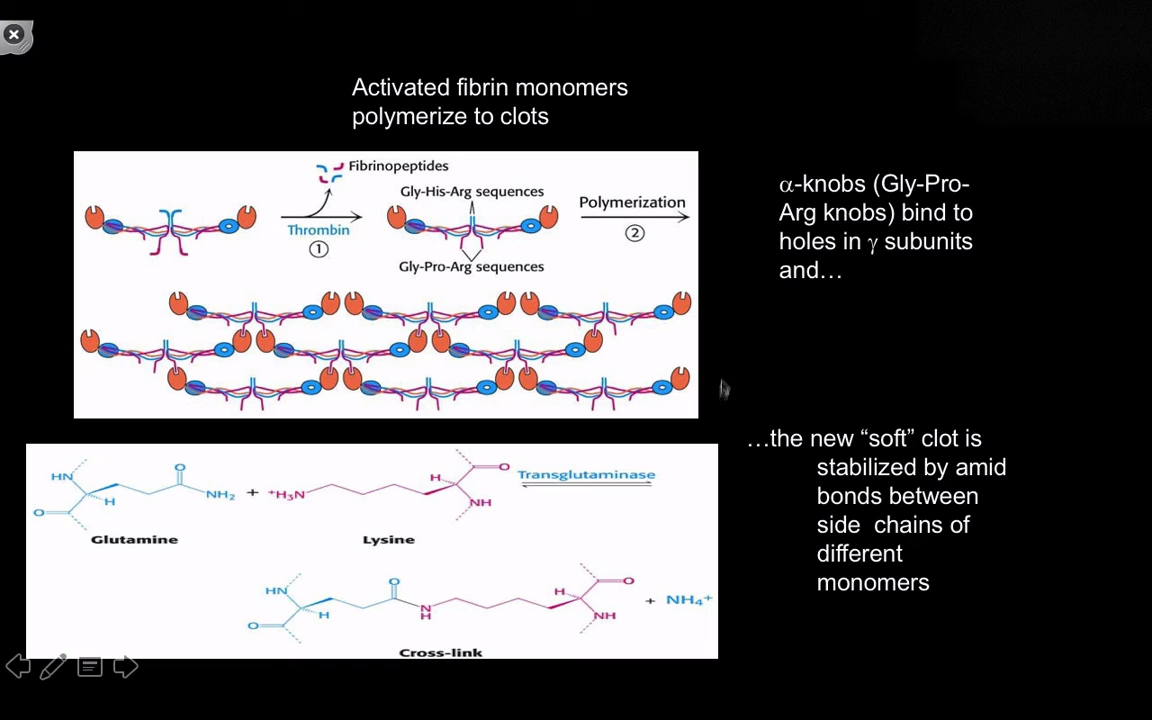 Activated fibrin monomers
polymerize to clots
Fibrinopeptides
Gly-His-Arg sequences
Thrombin
①
Gly-Pro-Arg sequences
Polymerization
②
α-knobs (Gly-Pro-
Arg knobs) bind to
holes in γ subunits
and…
…the new “soft” clot is
stabilized by amid
bonds between
side chains of
different
monomers
HN
H
O
O
NH₂
+
⁺H₃N
H
O
NH
Transglutaminase
Glutamine
Lysine
HN
H
O
O
N
H
H
O
NH
+ NH₄⁺
Cross-link